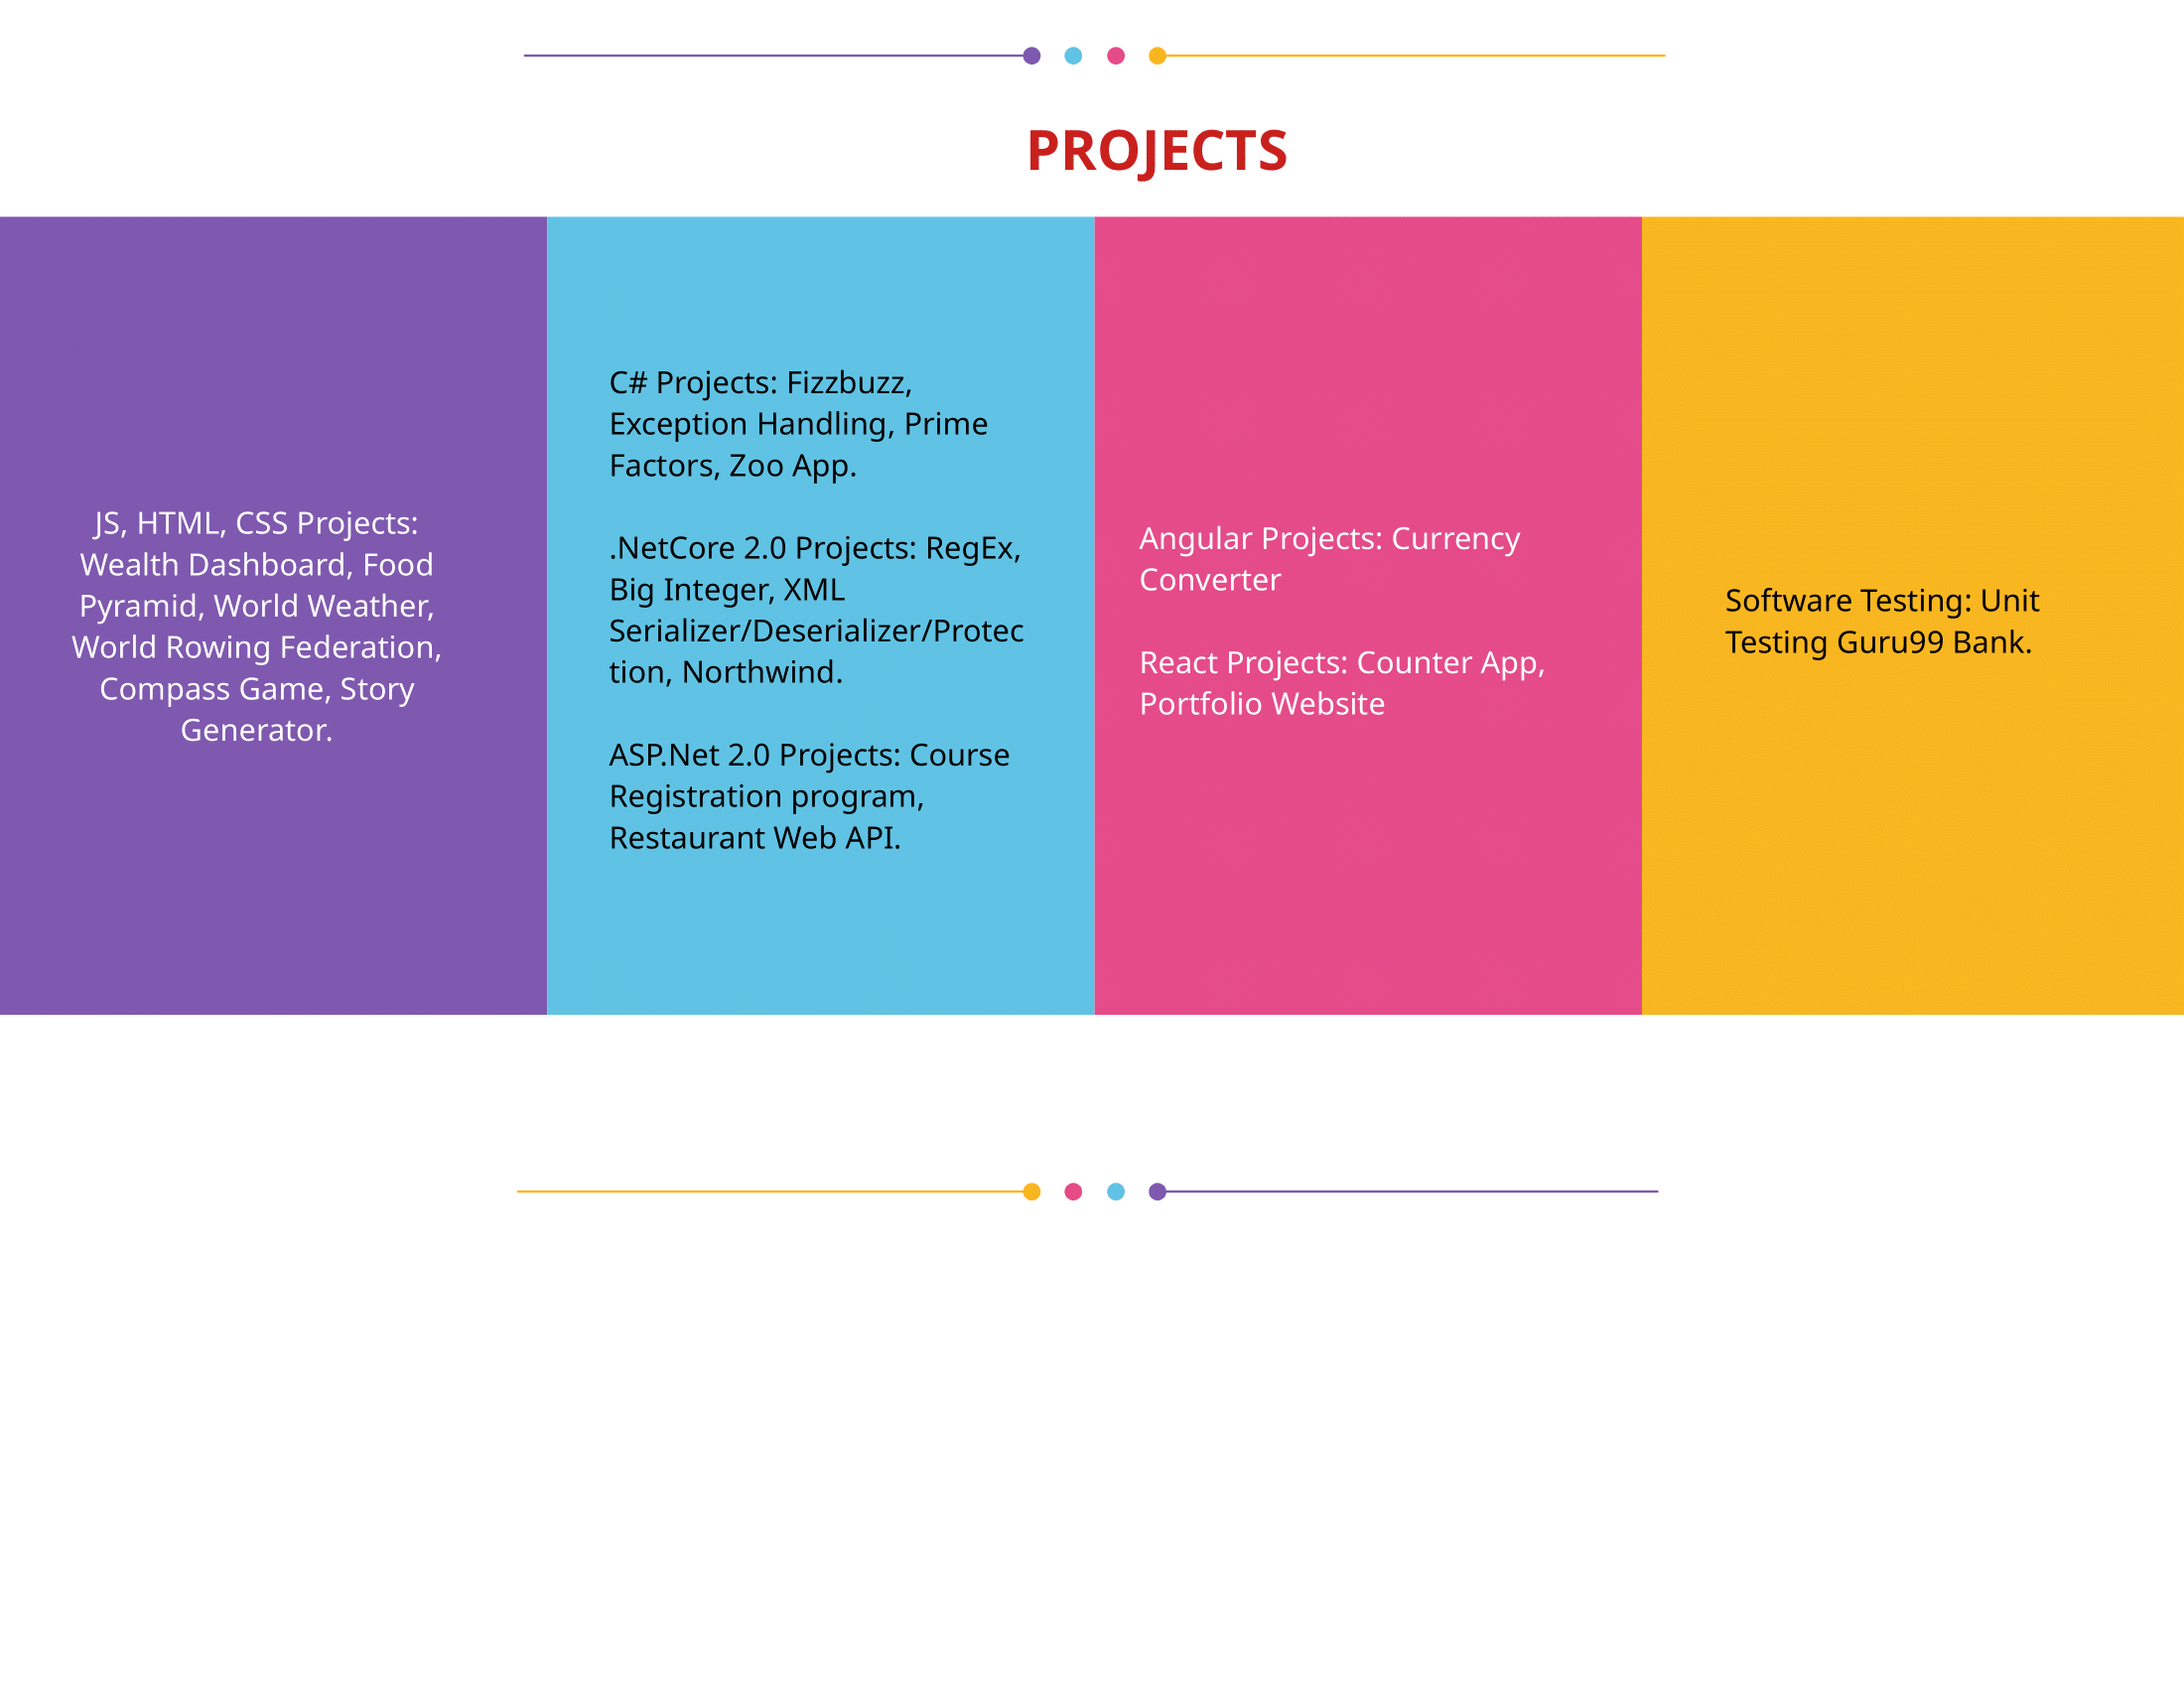 PROJECTS
JS, HTML, CSS Projects:
Wealth Dashboard, Food
Pyramid, World Weather,
World Rowing Federation,
Compass Game, Story
Generator.
C# Projects: Fizzbuzz,
Exception Handling, Prime
Factors, Zoo App.
.NetCore 2.0 Projects: RegEx,
Big Integer, XML
Serializer/Deserializer/Protec
tion, Northwind.
ASP.Net 2.0 Projects: Course
Registration program,
Restaurant Web API.
Angular Projects: Currency
Converter
React Projects: Counter App,
Portfolio Website
Software Testing: Unit
Testing Guru99 Bank.